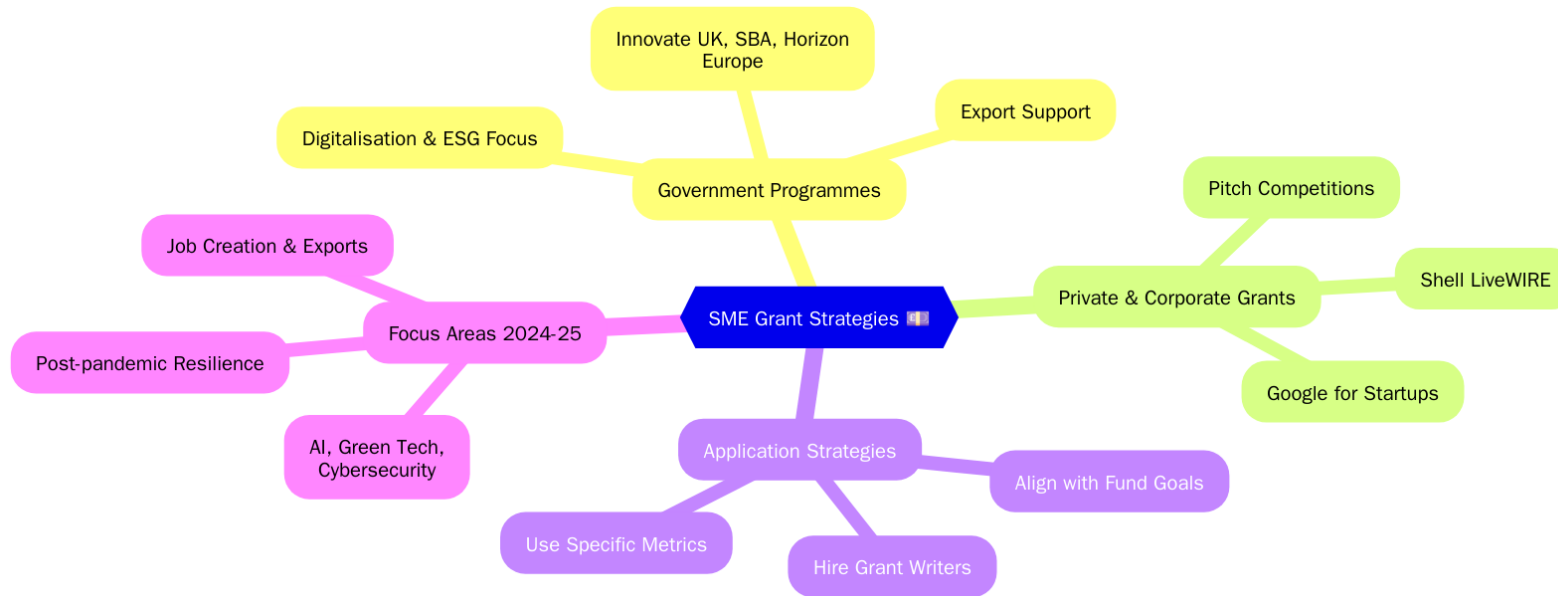 Innovate UK, SBA, Horizon
Europe
Export Support
Digitalisation & ESG Focus
Government Programmes
Pitch Competitions
Job Creation & Exports
Shell LiveWIRE
Private & Corporate Grants
SME Grant Strategies 💷
Focus Areas 2024-25
Post-pandemic Resilience
Google for Startups
AI, Green Tech,
Cybersecurity
Application Strategies
Align with Fund Goals
Use Specific Metrics
Hire Grant Writers